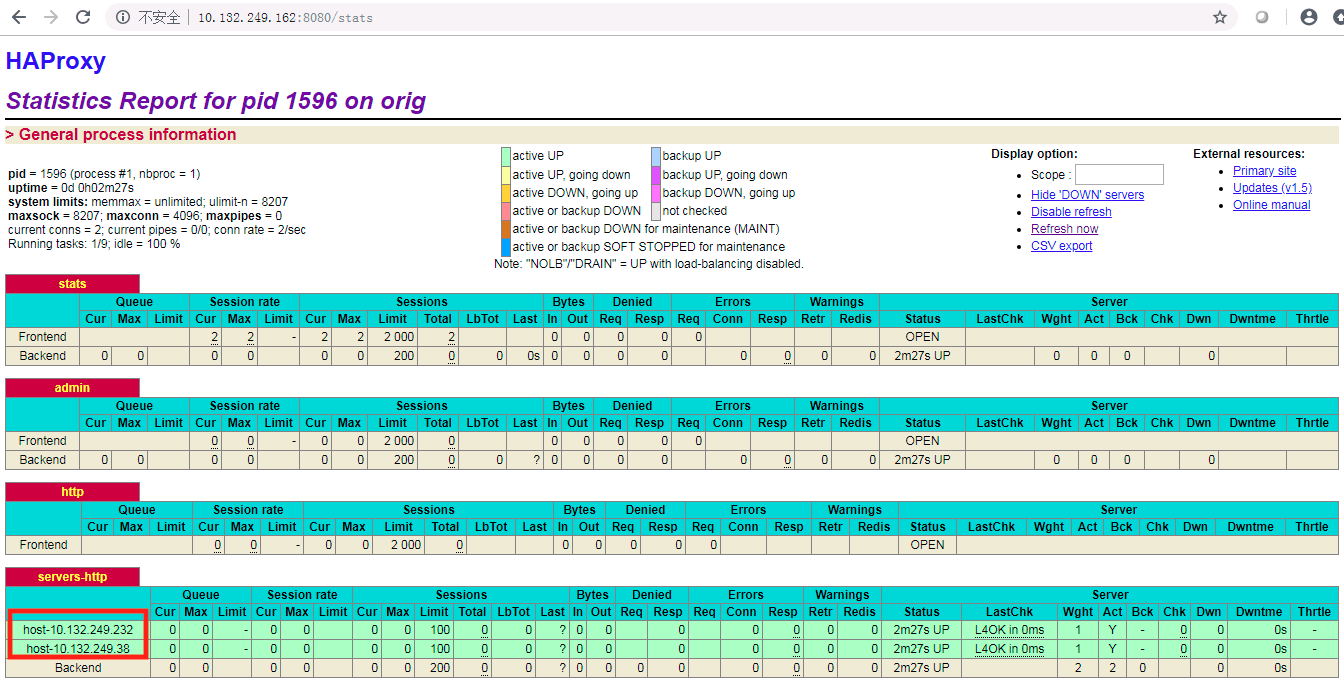 不安全 10.132.249.162:8080/stats
HAProxy
Statistics Report for pid 1596 on orig
> General process information
pid = 1596 (process #1, nbproc = 1)
uptime = 0d 0h02m27s
system limits: memmax = unlimited; ulimit-n = 8207
maxsock = 8207; maxconn = 4096; maxpipes = 0
current conns = 2; current pipes = 0/0; conn rate = 2/sec
Running tasks: 1/9; idle = 100 %
active UP backup UP
active UP, going down backup UP, going down
active DOWN, going up backup DOWN, going up
active or backup DOWN not checked
active or backup DOWN for maintenance (MAINT)
active or backup SOFT STOPPED for maintenance
Note: "NOLB"/"DRAIN" = UP with load-balancing disabled.
Display option:
Scope :
Hide 'DOWN' servers
Disable refresh
Refresh now
CSV export
External resources:
Primary site
Updates (v1.5)
Online manual
stats
Queue Session rate Sessions Bytes Denied Errors Warnings Server
Cur Max Limit Cur Max Limit Cur Max Limit Total LbTot Last In Out Req Resp Req Conn Resp Retr Redis Status LastChk Wght Act Bck Chk Dwn Dwntme Thrtle
Frontend 2 2 - 2 2 2 000 2 0 0 0 0 0 OPEN
Backend 0 0 0 0 0 0 200 0 0 0s 0 0 0 0 0 0 0 0 2m27s UP 0 0 0 0
admin
Queue Session rate Sessions Bytes Denied Errors Warnings Server
Cur Max Limit Cur Max Limit Cur Max Limit Total LbTot Last In Out Req Resp Req Conn Resp Retr Redis Status LastChk Wght Act Bck Chk Dwn Dwntme Thrtle
Frontend 0 0 - 0 0 2 000 0 0 0 0 0 0 OPEN
Backend 0 0 0 0 0 0 200 0 0 ? 0 0 0 0 0 0 0 0 2m27s UP 0 0 0 0
http
Queue Session rate Sessions Bytes Denied Errors Warnings Server
Cur Max Limit Cur Max Limit Cur Max Limit Total LbTot Last In Out Req Resp Req Conn Resp Retr Redis Status LastChk Wght Act Bck Chk Dwn Dwntme Thrtle
Frontend 0 0 - 0 0 2 000 0 0 0 0 0 0 OPEN
servers-http
Queue Session rate Sessions Bytes Denied Errors Warnings Server
Cur Max Limit Cur Max Limit Cur Max Limit Total LbTot Last In Out Req Resp Req Conn Resp Retr Redis Status LastChk Wght Act Bck Chk Dwn Dwntme Thrtle
host-10.132.249.232 0 0 - 0 0 0 0 100 0 0 ? 0 0 0 0 0 0 0 2m27s UP L4OK in 0ms 1 Y - 0 0 0s -
host-10.132.249.38 0 0 - 0 0 0 0 100 0 0 ? 0 0 0 0 0 0 0 2m27s UP L4OK in 0ms 1 Y - 0 0 0s -
Backend 0 0 0 0 0 0 200 0 0 ? 0 0 0 0 0 0 0 0 2m27s UP 2 2 0 0 0s